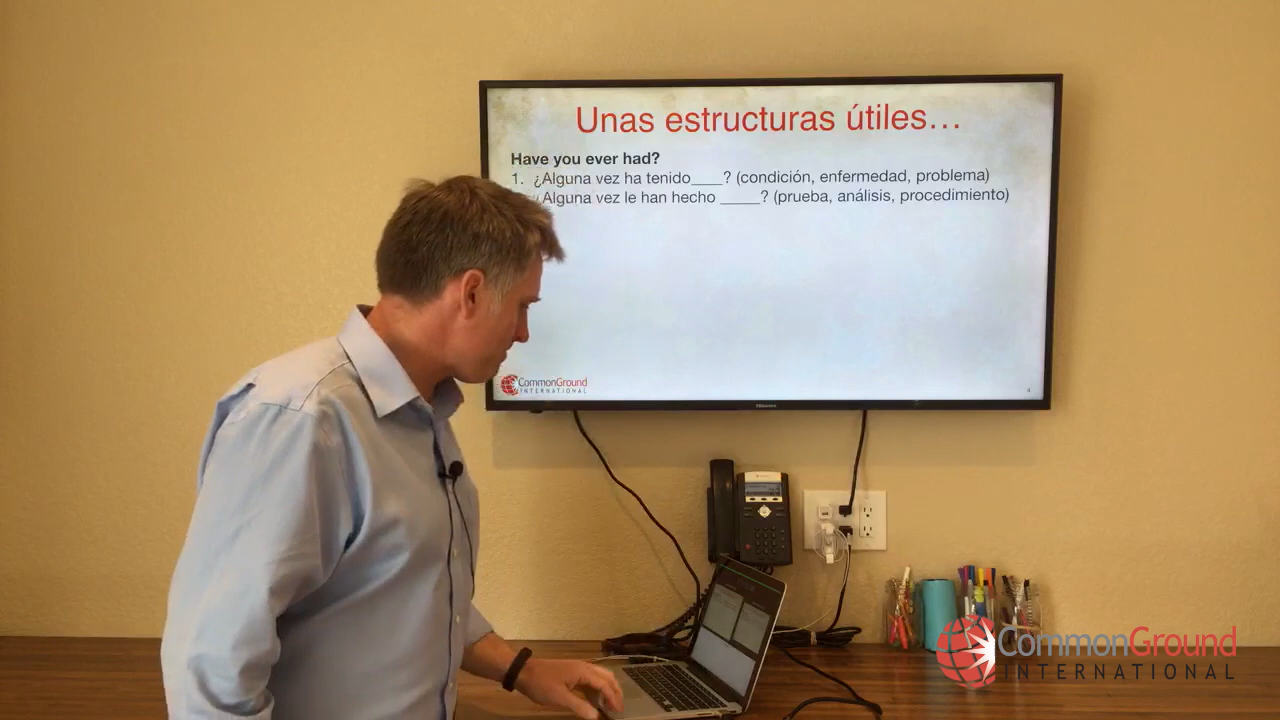 Unas estructuras útiles…
Have you ever had?
1. ¿Alguna vez ha tenido____? (condición, enfermedad, problema)
Alguna vez le han hecho _____? (prueba, análisis, procedimiento)
CommonGround
INTERNATIONAL
CommonGround
INTERNATIONAL